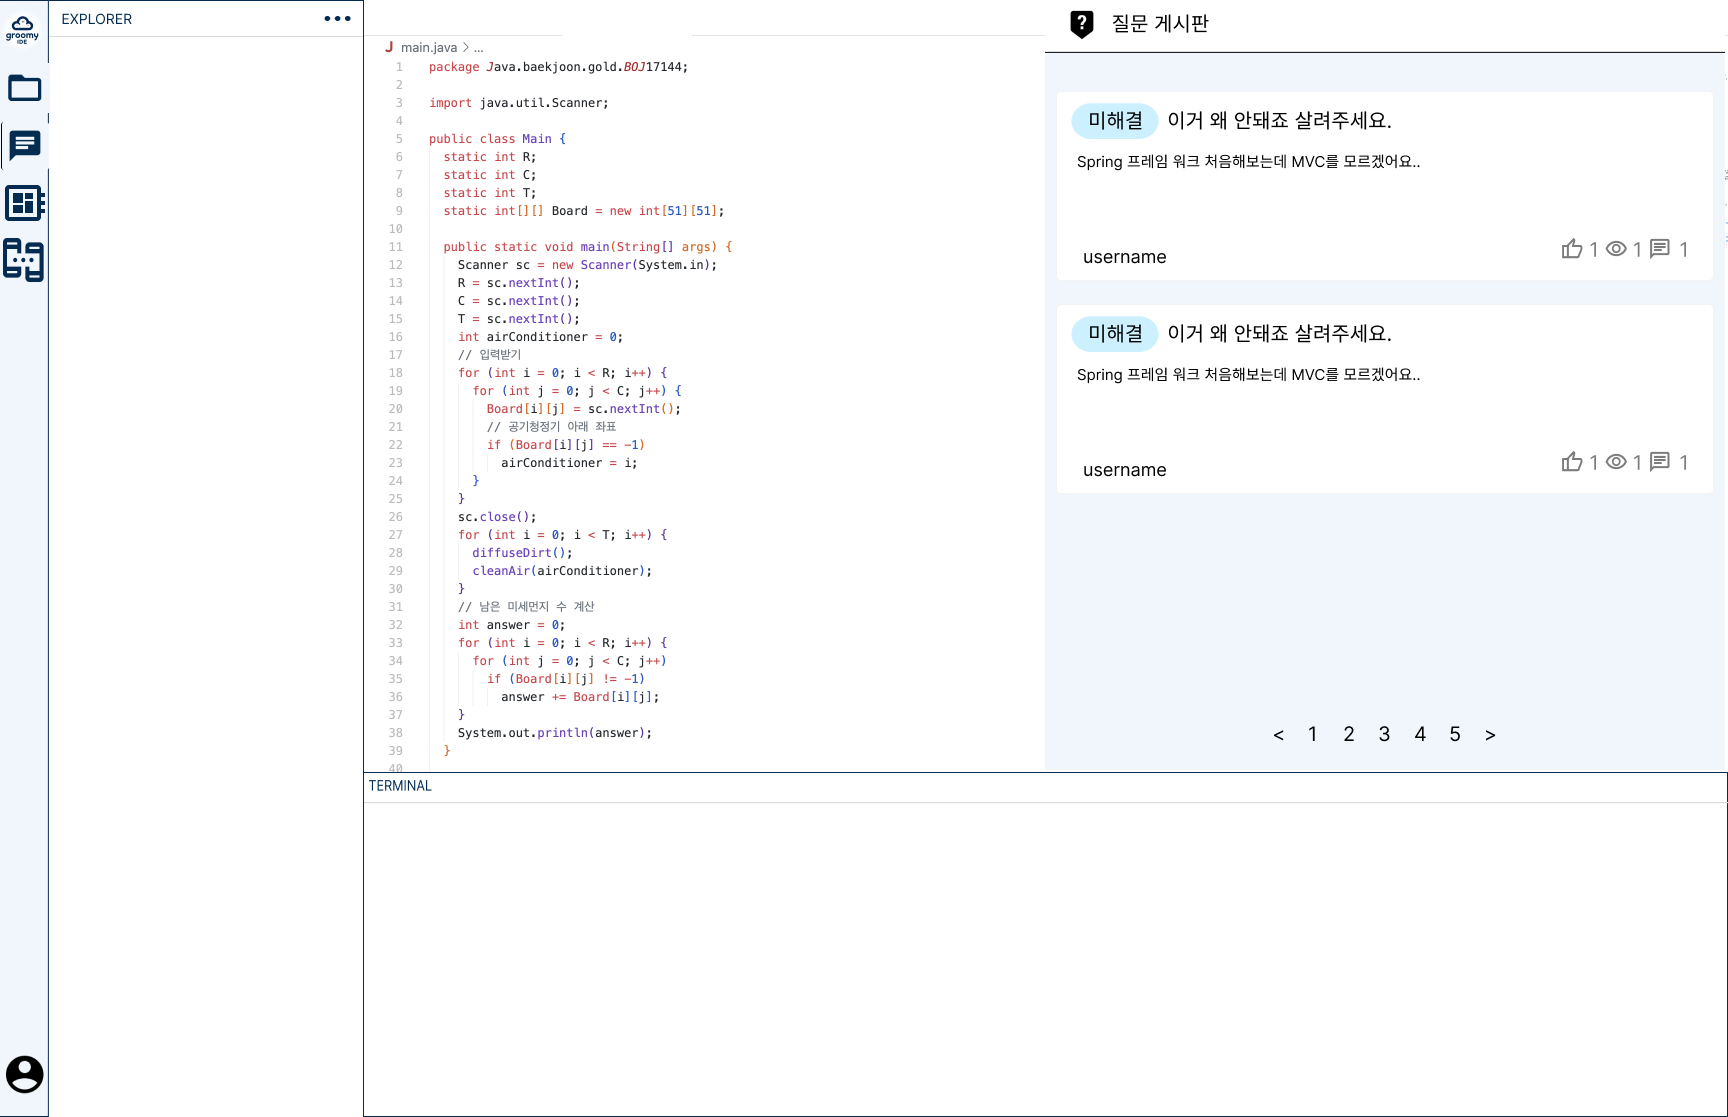 groomy
IDE
EXPLORER
main.java > ...
1 package Java.baekjoon.gold.BOJ17144;
2
3 import java.util.Scanner;
4
5 public class Main {
6 static int R;
7 static int C;
8 static int T;
9 static int[][] Board = new int[51][51];
10
11 public static void main(String[] args) {
12 Scanner sc = new Scanner(System.in);
13 R = sc.nextInt();
14 C = sc.nextInt();
15 T = sc.nextInt();
16 int airConditioner = 0;
17 // 입력받기
18 for (int i = 0; i < R; i++) {
19 for (int j = 0; j < C; j++) {
20 Board[i][j] = sc.nextInt();
21 // 공기청정기 아래 좌표
22 if (Board[i][j] == -1)
23 airConditioner = i;
24 }
25 }
26 sc.close();
27 for (int i = 0; i < T; i++) {
28 diffuseDirt();
29 cleanAir(airConditioner);
30 }
31 // 남은 미세먼지 수 계산
32 int answer = 0;
33 for (int i = 0; i < R; i++) {
34 for (int j = 0; j < C; j++)
35 if (Board[i][j] != -1)
36 answer += Board[i][j];
37 }
38 System.out.println(answer);
39 }
40
질문 게시판
미해결 이거 왜 안돼죠 살려주세요.
Spring 프레임 워크 처음해보는데 MVC를 모르겠어요..
username 1 1 1
미해결 이거 왜 안돼죠 살려주세요.
Spring 프레임 워크 처음해보는데 MVC를 모르겠어요..
username 1 1 1
< 1 2 3 4 5 >
TERMINAL